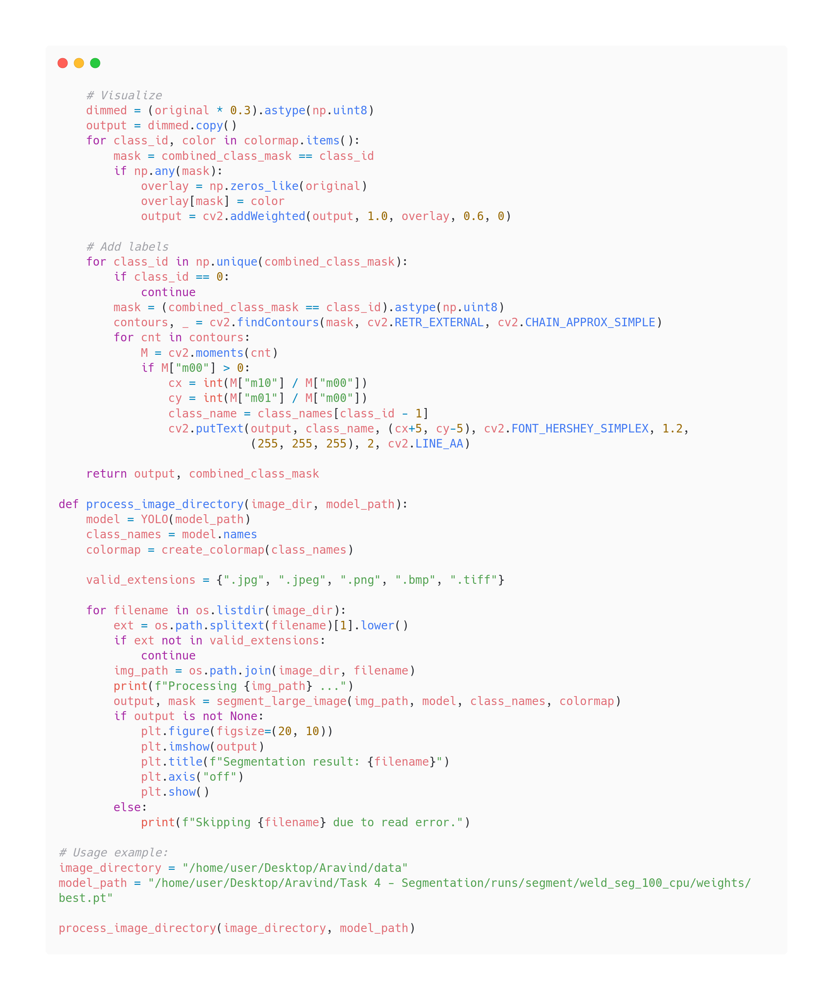 # Visualize
    dimmed = (original * 0.3).astype(np.uint8)
    output = dimmed.copy()
    for class_id, color in colormap.items():
        mask = combined_class_mask == class_id
        if np.any(mask):
            overlay = np.zeros_like(original)
            overlay[mask] = color
            output = cv2.addWeighted(output, 1.0, overlay, 0.6, 0)

    # Add labels
    for class_id in np.unique(combined_class_mask):
        if class_id == 0:
            continue
        mask = (combined_class_mask == class_id).astype(np.uint8)
        contours, _ = cv2.findContours(mask, cv2.RETR_EXTERNAL, cv2.CHAIN_APPROX_SIMPLE)
        for cnt in contours:
            M = cv2.moments(cnt)
            if M["m00"] > 0:
                cx = int(M["m10"] / M["m00"])
                cy = int(M["m01"] / M["m00"])
                class_name = class_names[class_id - 1]
                cv2.putText(output, class_name, (cx+5, cy-5), cv2.FONT_HERSHEY_SIMPLEX, 1.2,
                            (255, 255, 255), 2, cv2.LINE_AA)

    return output, combined_class_mask

def process_image_directory(image_dir, model_path):
    model = YOLO(model_path)
    class_names = model.names
    colormap = create_colormap(class_names)

    valid_extensions = {".jpg", ".jpeg", ".png", ".bmp", ".tiff"}

    for filename in os.listdir(image_dir):
        ext = os.path.splitext(filename)[1].lower()
        if ext not in valid_extensions:
            continue
        img_path = os.path.join(image_dir, filename)
        print(f"Processing {img_path} ...")
        output, mask = segment_large_image(img_path, model, class_names, colormap)
        if output is not None:
            plt.figure(figsize=(20, 10))
            plt.imshow(output)
            plt.title(f"Segmentation result: {filename}")
            plt.axis("off")
            plt.show()
        else:
            print(f"Skipping {filename} due to read error.")

# Usage example:
image_directory = "/home/user/Desktop/Aravind/data"
model_path = "/home/user/Desktop/Aravind/Task 4 - Segmentation/runs/segment/weld_seg_100_cpu/weights/
best.pt"

process_image_directory(image_directory, model_path)